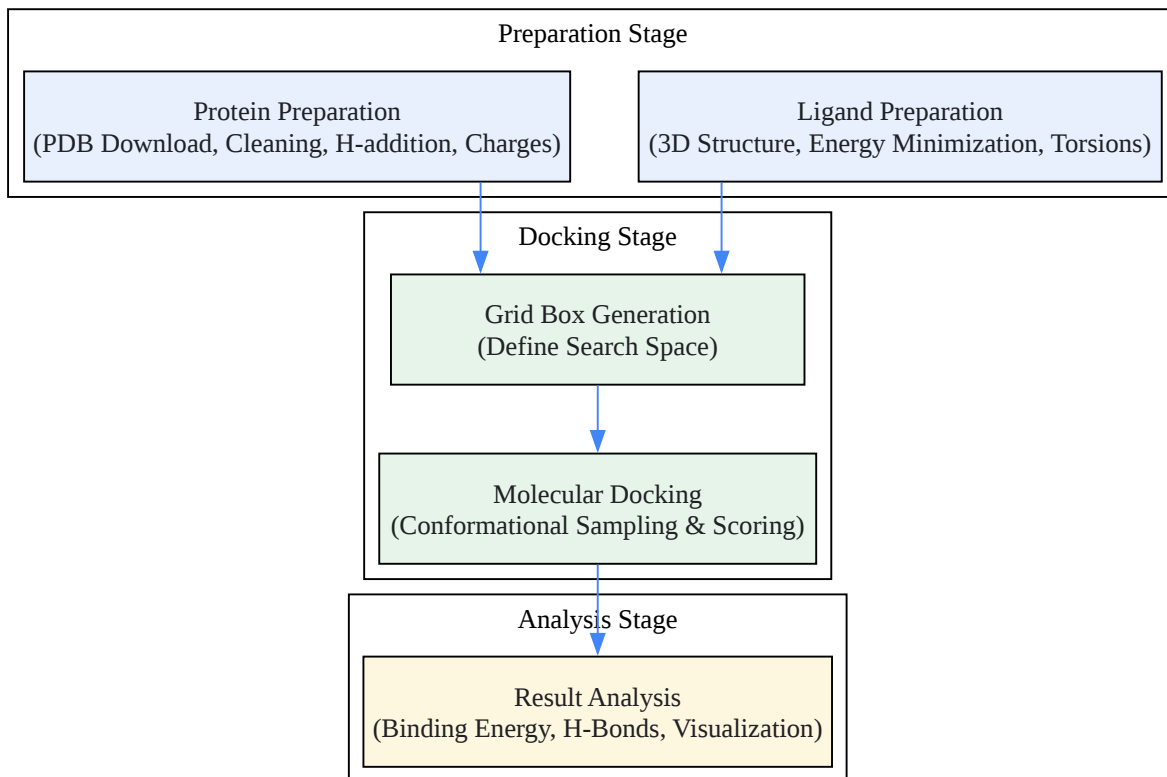 Preparation Stage
Protein Preparation
(PDB Download, Cleaning, H-addition, Charges)
Ligand Preparation
(3D Structure, Energy Minimization, Torsions)
Docking Stage
Grid Box Generation
(Define Search Space)
Molecular Docking
(Conformational Sampling & Scoring)
Analysis Stage
Result Analysis
(Binding Energy, H-Bonds, Visualization)